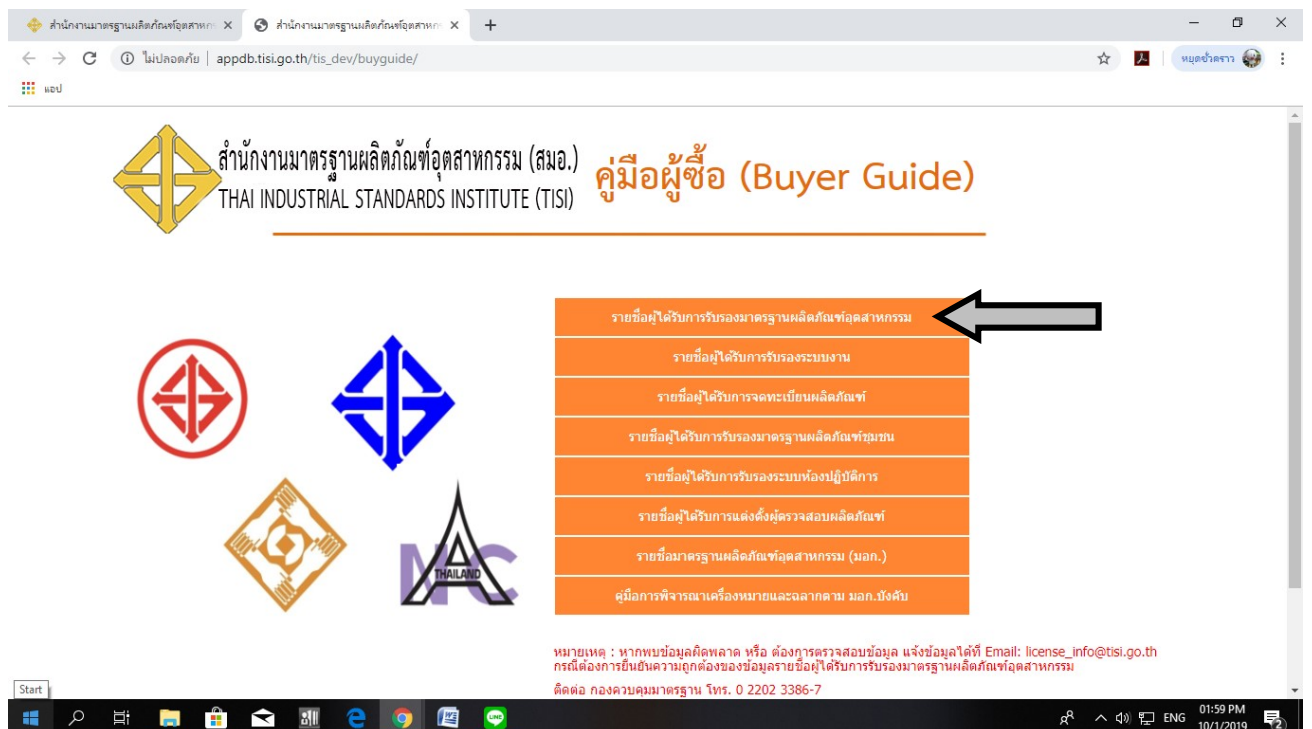 สำนักงานมาตรฐานผลิตภัณฑ์อุตสาหก
สำนักงานมาตรฐานผลิตภัณฑ์อุตสาหก
ไม่ปลอดภัย
appdb.tisi.go.th/tis_dev/buyguide/
หยุดชั่วคราว
แอป
สำนักงานมาตรฐานผลิตภัณฑ์อุตสาหกรรม (สมอ.)
THAI INDUSTRIAL STANDARDS INSTITUTE (TISI)
คู่มือผู้ซื้อ (Buyer Guide)
รายชื่อผู้ได้รับการรับรองมาตรฐานผลิตภัณฑ์อุตสาหกรรม
รายชื่อผู้ได้รับการรับรองระบบงาน
รายชื่อผู้ได้รับการจดทะเบียนผลิตภัณฑ์
รายชื่อผู้ได้รับการรับรองมาตรฐานผลิตภัณฑ์ชุมชน
รายชื่อผู้ได้รับการรับรองระบบห้องปฏิบัติการ
รายชื่อผู้ได้รับการแต่งตั้งผู้ตรวจสอบผลิตภัณฑ์
รายชื่อมาตรฐานผลิตภัณฑ์อุตสาหกรรม (มอก.)
คู่มือการพิจารณาเครื่องหมายและฉลากตาม มอก.บังคับ
NAC
THAILAND
หมายเหตุ : หากพบข้อมูลผิดพลาด หรือ ต้องการตรวจสอบข้อมูล แจ้งข้อมูลได้ที่ Email: license_info@tisi.go.th
กรณีต้องการยืนยันความถูกต้องของข้อมูลรายชื่อผู้ได้รับการรับรองมาตรฐานผลิตภัณฑ์อุตสาหกรรม
ติดต่อ กองควบคุมมาตรฐาน โทร. 0 2202 3386-7
Start
ENG
01:59 PM
10/1/2019
2